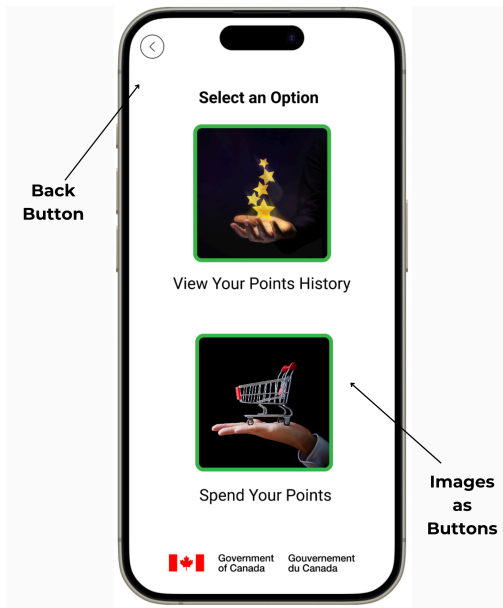 Select an Option
Back
Button
View Your Points History
Images
as
Buttons
Spend Your Points
Government
of Canada
Gouvernement
du Canada